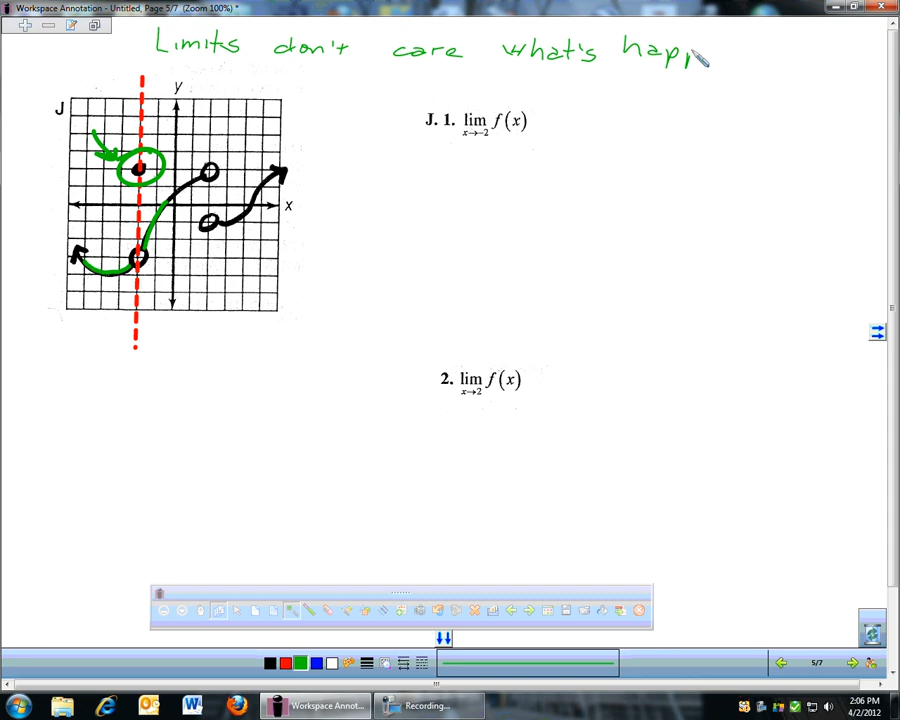 Workspace Annotation - Untitled, Page 5/7 (Zoom 100%) *
Limits don't care what's happ
J
y
x
J. 1. lim f(x)
x→-2
2. lim f(x)
x→2
5/7
Workspace Annot...
Recording...
2:06 PM
4/2/2012